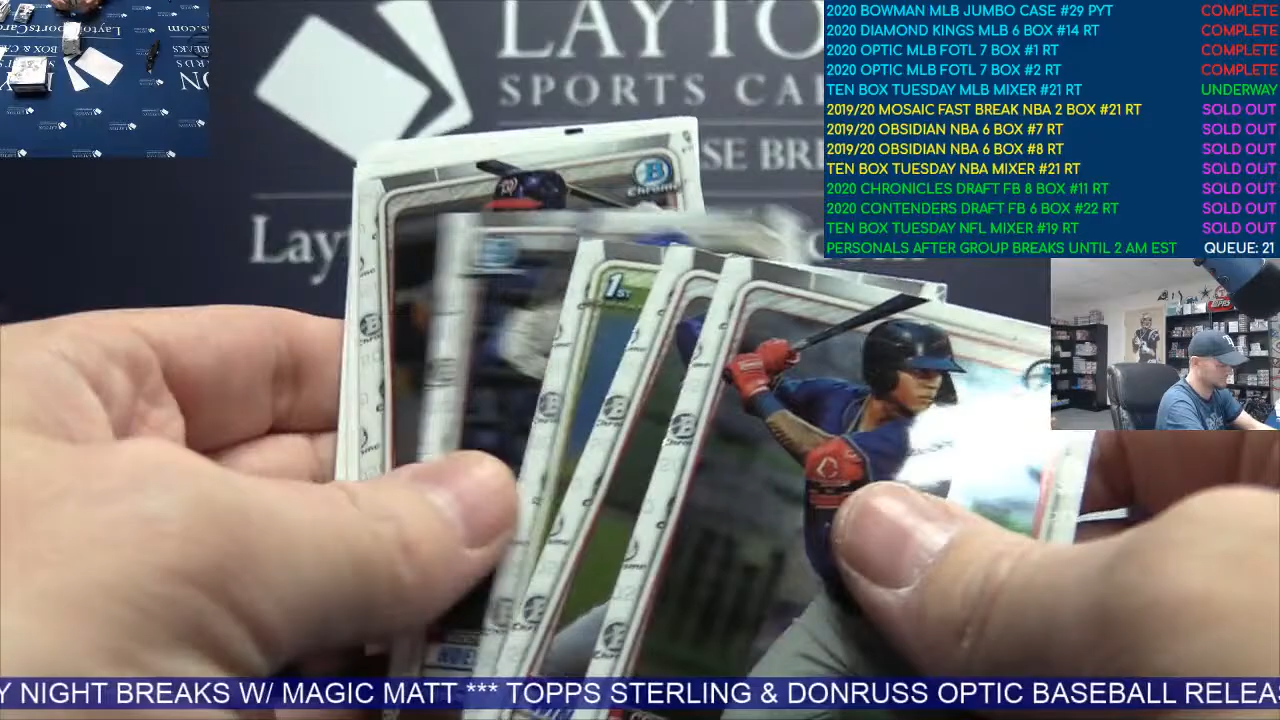 LAYTO
SPORTS CA
SE BRE
Lay
2020 BOWMAN MLB JUMBO CASE #29 PYT COMPLETE
2020 DIAMOND KINGS MLB 6 BOX #14 RT COMPLETE
2020 OPTIC MLB FOTL 7 BOX #1 RT COMPLETE
2020 OPTIC MLB FOTL 7 BOX #2 RT COMPLETE
TEN BOX TUESDAY MLB MIXER #21 RT UNDERWAY
2019/20 MOSAIC FAST BREAK NBA 2 BOX #21 RT SOLD OUT
2019/20 OBSIDIAN NBA 6 BOX #7 RT SOLD OUT
2019/20 OBSIDIAN NBA 6 BOX #8 RT SOLD OUT
TEN BOX TUESDAY NBA MIXER #21 RT SOLD OUT
2020 CHRONICLES DRAFT FB 8 BOX #11 RT SOLD OUT
2020 CONTENDERS DRAFT FB 6 BOX #22 RT SOLD OUT
TEN BOX TUESDAY NFL MIXER #19 RT SOLD OUT
PERSONALS AFTER GROUP BREAKS UNTIL 2 AM EST QUEUE: 21
B
Chrome
1ST
Y NIGHT BREAKS W/ MAGIC MATT *** TOPPS STERLING & DONRUSS OPTIC BASEBALL RELEA